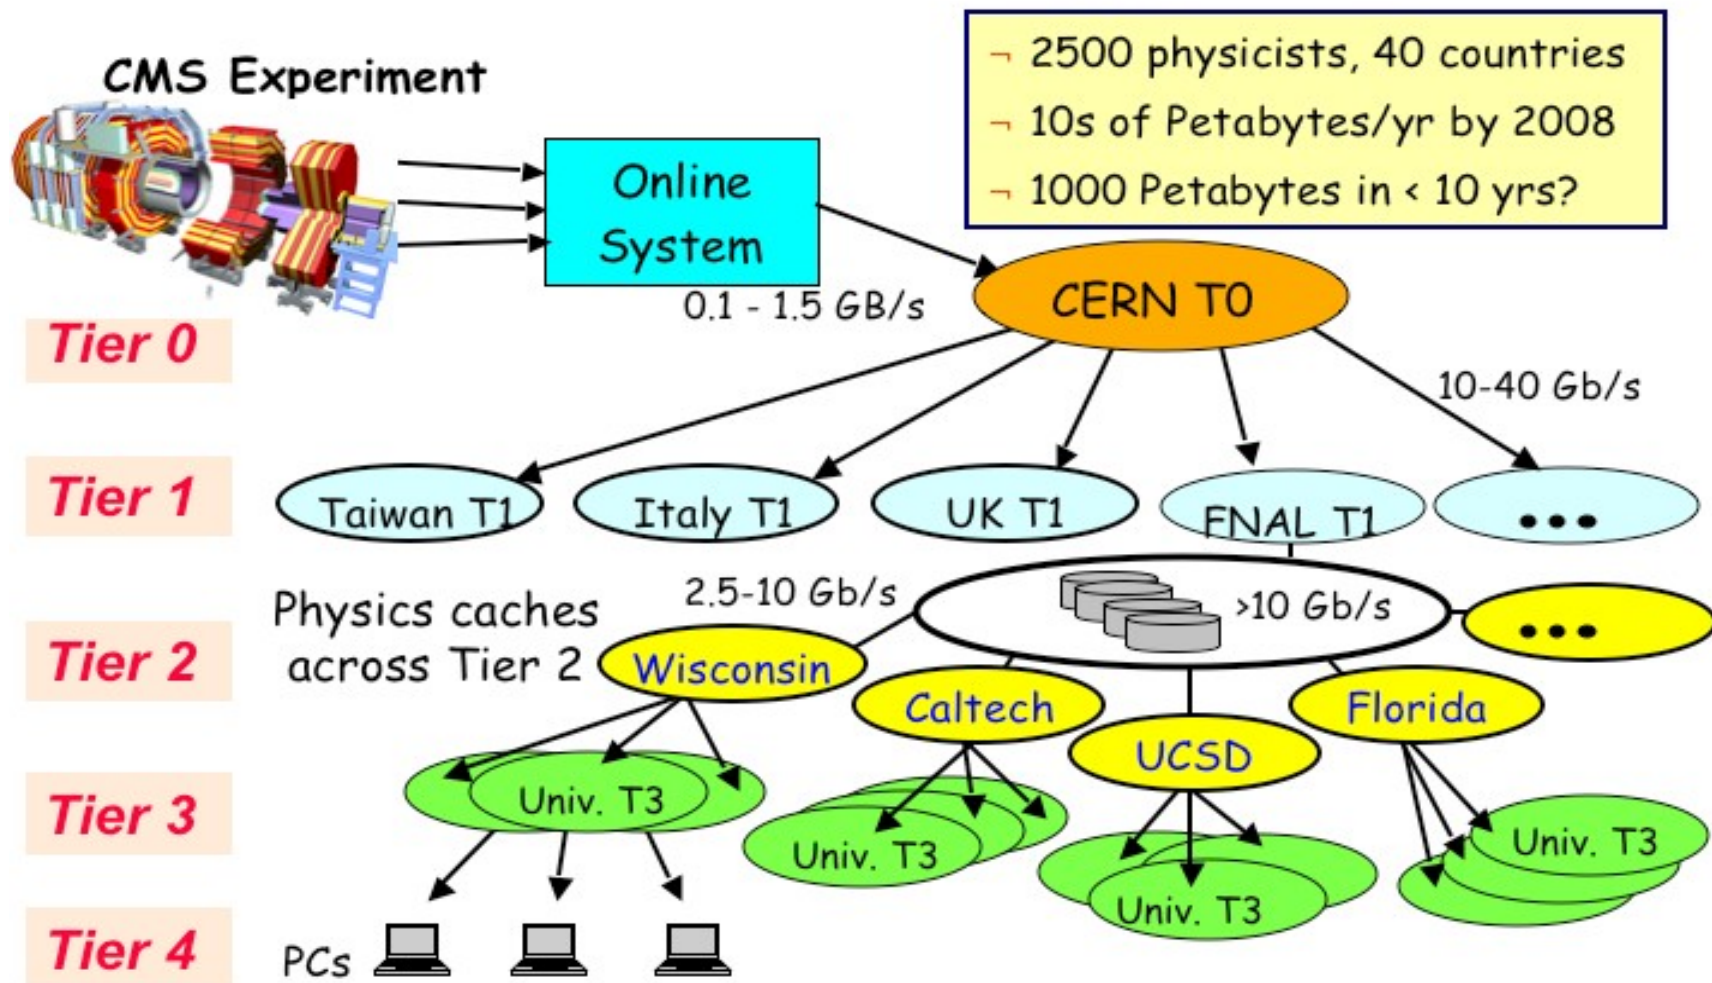 CMS Experiment
¬ 2500 physicists, 40 countries
¬ 10s of Petabytes/yr by 2008
¬ 1000 Petabytes in < 10 yrs?
Online
System
0.1 - 1.5 GB/s
CERN T0
Tier 0
10-40 Gb/s
Tier 1
Taiwan T1
Italy T1
UK T1
FNAL T1
•••
Physics caches
across Tier 2
2.5-10 Gb/s
>10 Gb/s
•••
Tier 2
Wisconsin
Caltech
UCSD
Florida
Tier 3
Univ. T3
Univ. T3
Univ. T3
Univ. T3
Tier 4
PCs